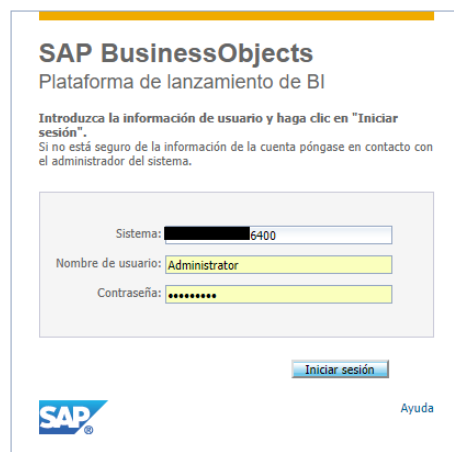 SAP BusinessObjects
Plataforma de lanzamiento de BI
Introduzca la información de usuario y haga clic en "Iniciar
sesión".
Si no está seguro de la información de la cuenta póngase en contacto con
el administrador del sistema.
Sistema: 6400
Nombre de usuario: Administrator
Contraseña: •••••••••
Iniciar sesión
Ayuda
SAP®